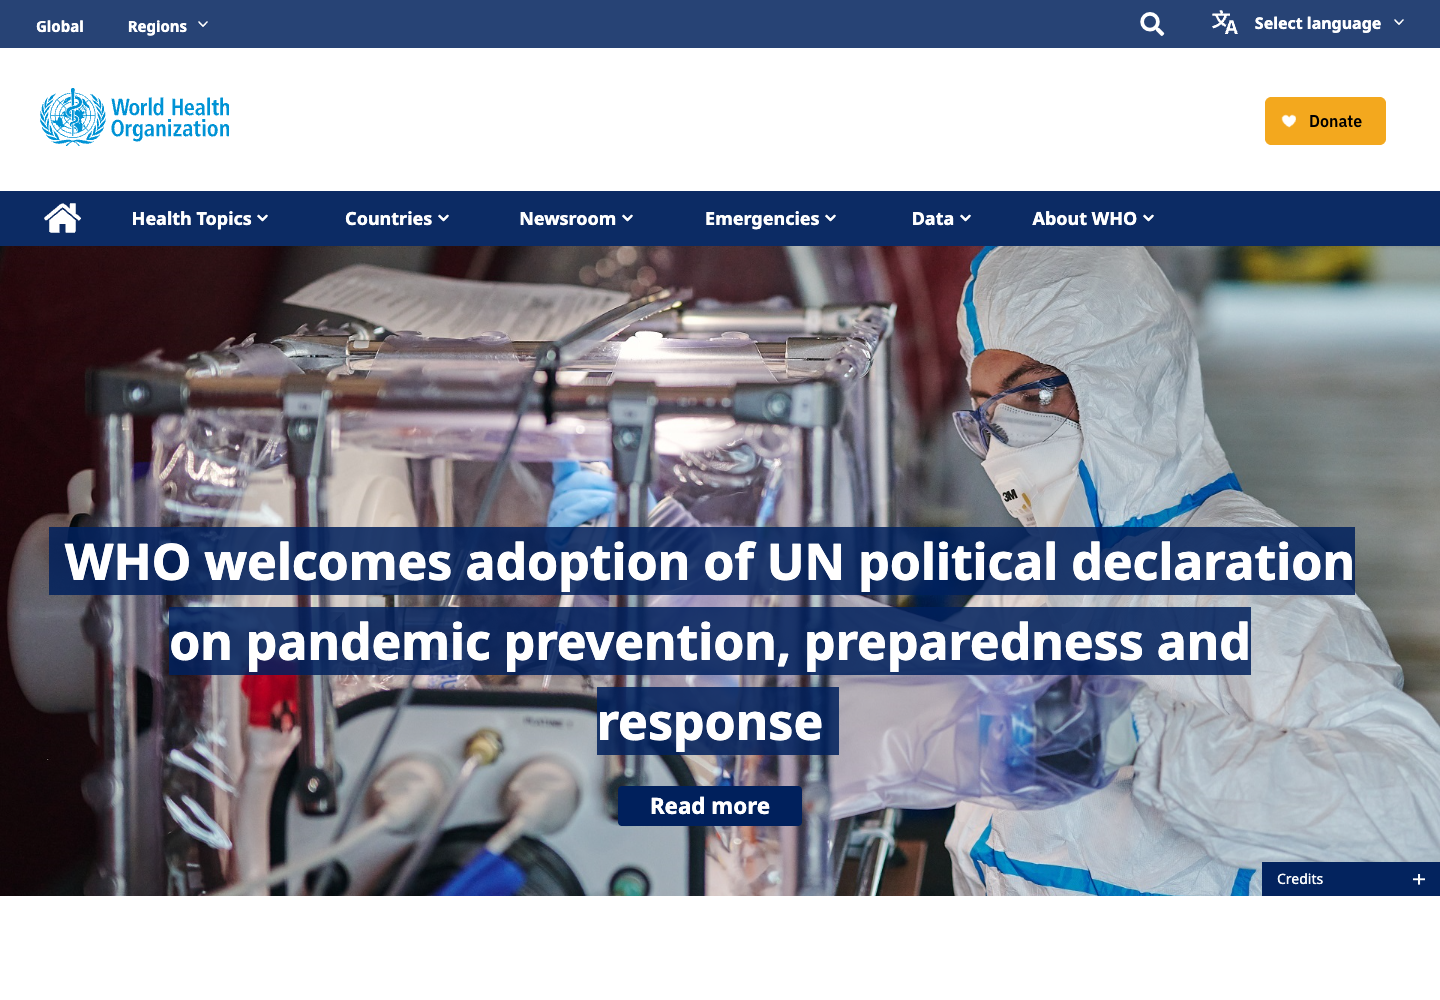 Global
Regions
Select language
World Health
Organization
Donate
Health Topics
Countries
Newsroom
Emergencies
Data
About WHO
3M
WHO welcomes adoption of UN political declaration
on pandemic prevention, preparedness and
response
Read more
Credits